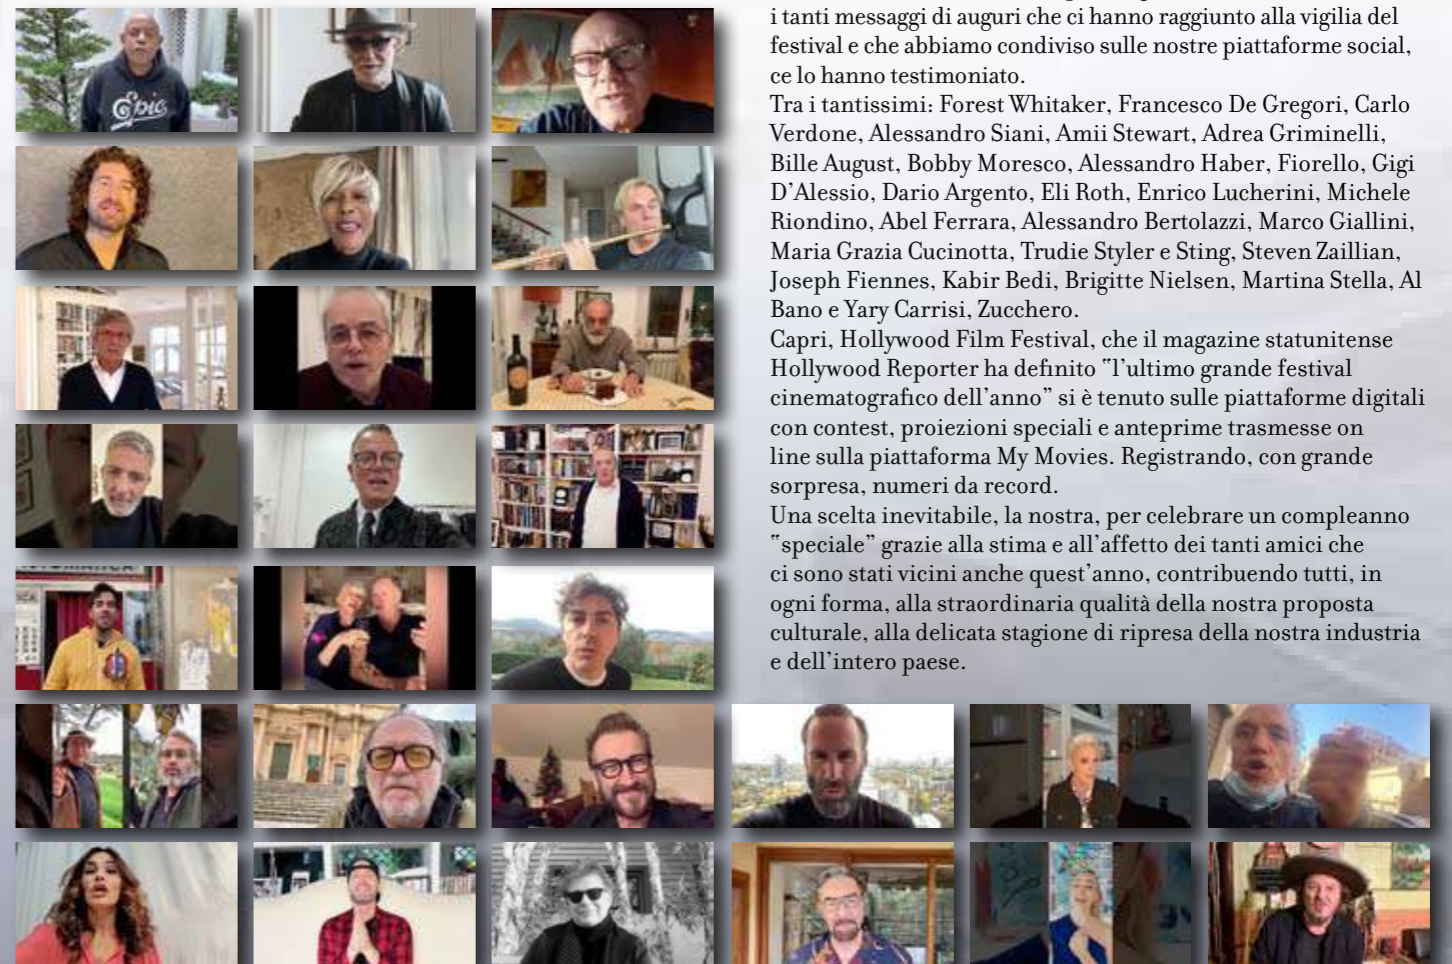 i tanti messaggi di auguri che ci hanno raggiunto alla vigilia del
festival e che abbiamo condiviso sulle nostre piattaforme social,
ce lo hanno testimoniato.
Tra i tantissimi: Forest Whitaker, Francesco De Gregori, Carlo
Verdone, Alessandro Siani, Amii Stewart, Adrea Griminelli,
Bille August, Bobby Moresco, Alessandro Haber, Fiorello, Gigi
D’Alessio, Dario Argento, Eli Roth, Enrico Lucherini, Michele
Riondino, Abel Ferrara, Alessandro Bertolazzi, Marco Giallini,
Maria Grazia Cucinotta, Trudie Styler e Sting, Steven Zaillian,
Joseph Fiennes, Kabir Bedi, Brigitte Nielsen, Martina Stella, Al
Bano e Yary Carrisi, Zucchero.
Capri, Hollywood Film Festival, che il magazine statunitense
Hollywood Reporter ha definito “l’ultimo grande festival
cinematografico dell’anno” si è tenuto sulle piattaforme digitali
con contest, proiezioni speciali e anteprime trasmesse on
line sulla piattaforma My Movies. Registrando, con grande
sorpresa, numeri da record.
Una scelta inevitabile, la nostra, per celebrare un compleanno
“speciale” grazie alla stima e all’affetto dei tanti amici che
ci sono stati vicini anche quest’anno, contribuendo tutti, in
ogni forma, alla straordinaria qualità della nostra proposta
culturale, alla delicata stagione di ripresa della nostra industria
e dell’intero paese.
Epic